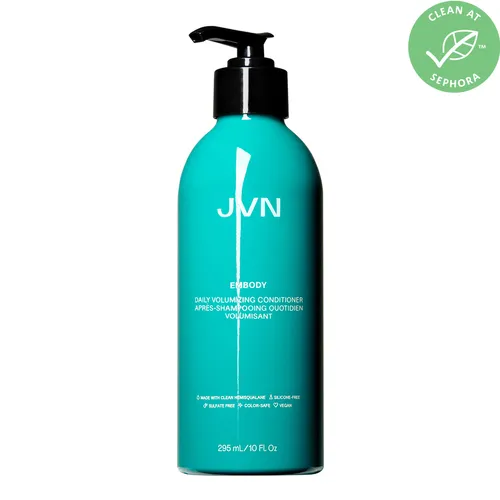 CLEAN AT
SEPHORA
TM
JVN
EMBODY
DAILY VOLUMIZING CONDITIONER
APRÈS-SHAMPOOING QUOTIDIEN
VOLUMISANT
MADE WITH CLEAN HEMISQUALANE SILICONE-FREE
SULFATE FREE COLOR-SAFE VEGAN
295 mL/10 Fl. Oz